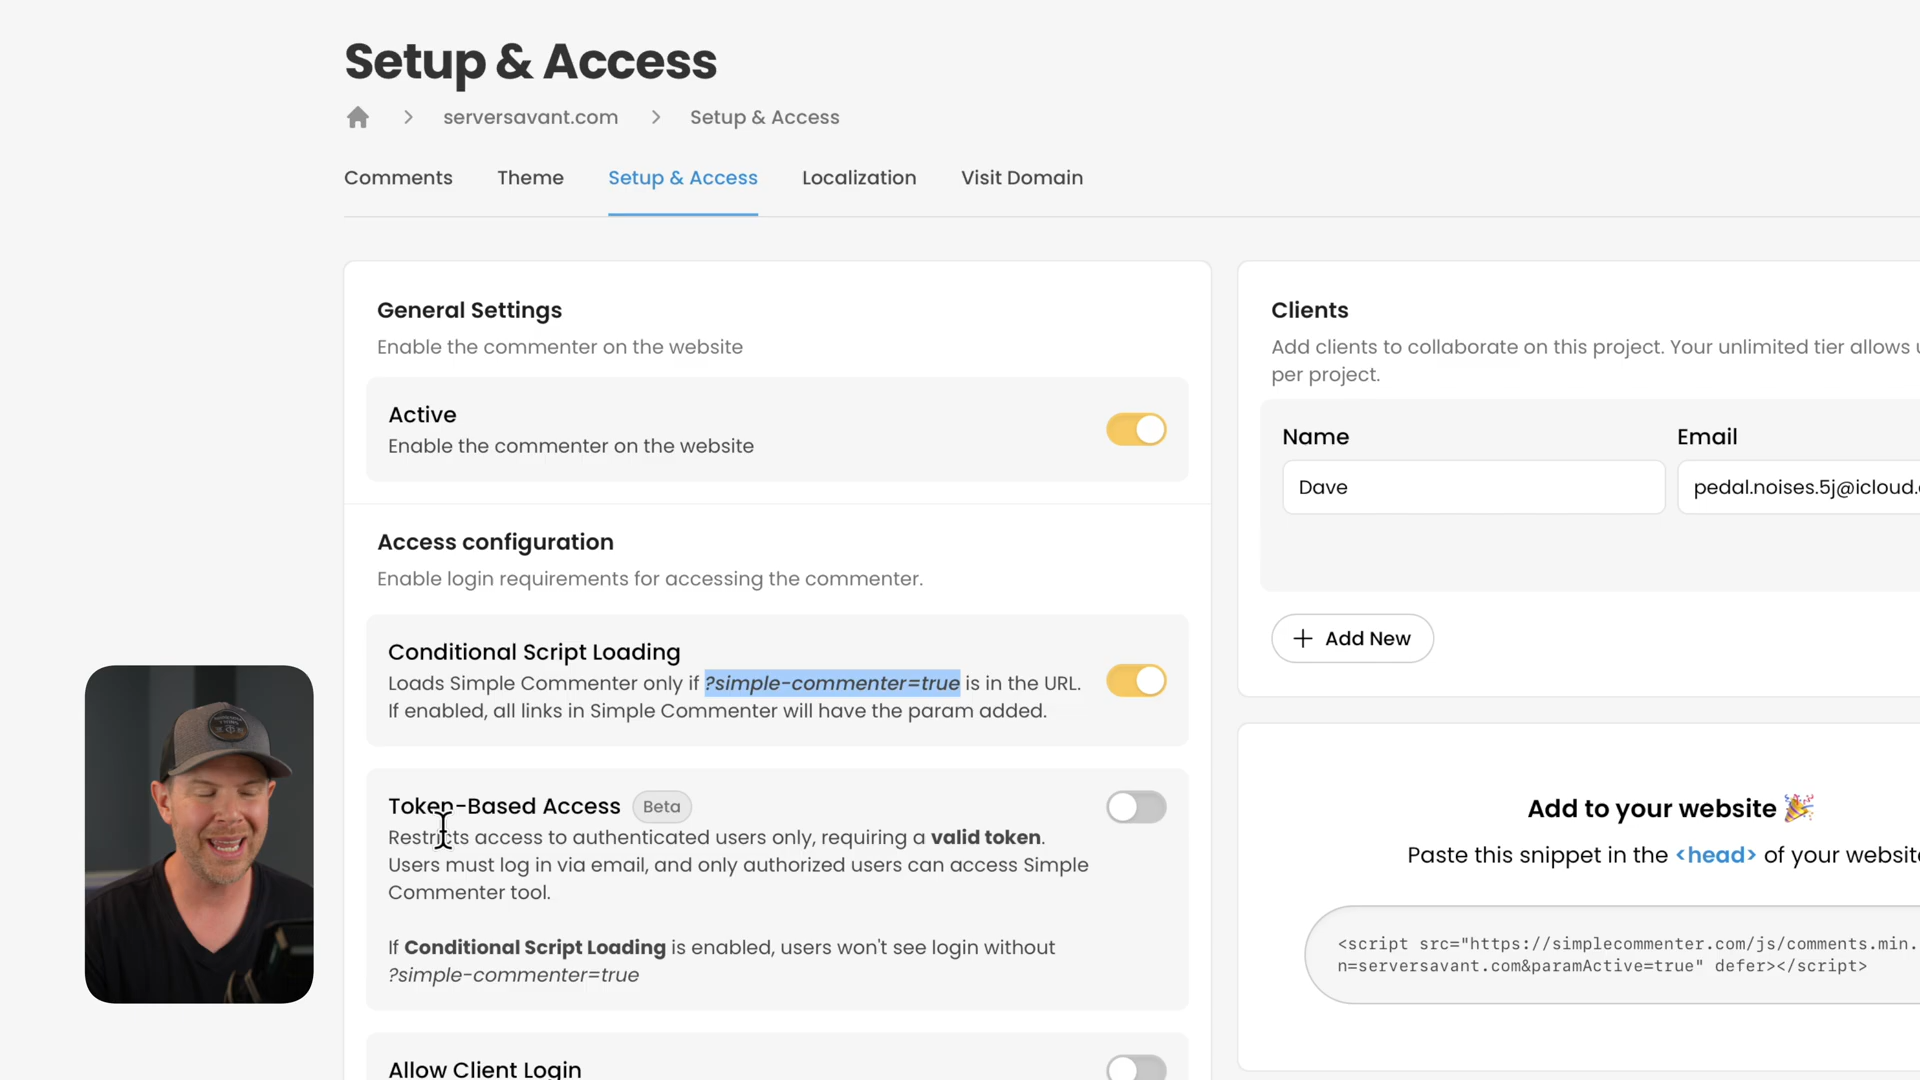 Setup & Access
serversavant.com
Setup & Access
Comments
Theme
Setup & Access
Localization
Visit Domain
General Settings
Enable the commenter on the website
Active
Enable the commenter on the website
Access configuration
Enable login requirements for accessing the commenter.
Conditional Script Loading
Loads Simple Commenter only if ?simple-commenter=true is in the URL.
If enabled, all links in Simple Commenter will have the param added.
Token-Based Access Beta
Restricts access to authenticated users only, requiring a valid token.
Users must log in via email, and only authorized users can access Simple
Commenter tool.
If Conditional Script Loading is enabled, users won't see login without
?simple-commenter=true
Allow Client Login
Clients
Add clients to collaborate on this project. Your unlimited tier allows
per project.
Name
Email
Dave
pedal.noises.5j@icloud.
Add New
Add to your website 🎉
Paste this snippet in the <head> of your website
<script src="https://simplecommenter.com/js/comments.min.
n=serversavant.com&paramActive=true" defer></script>